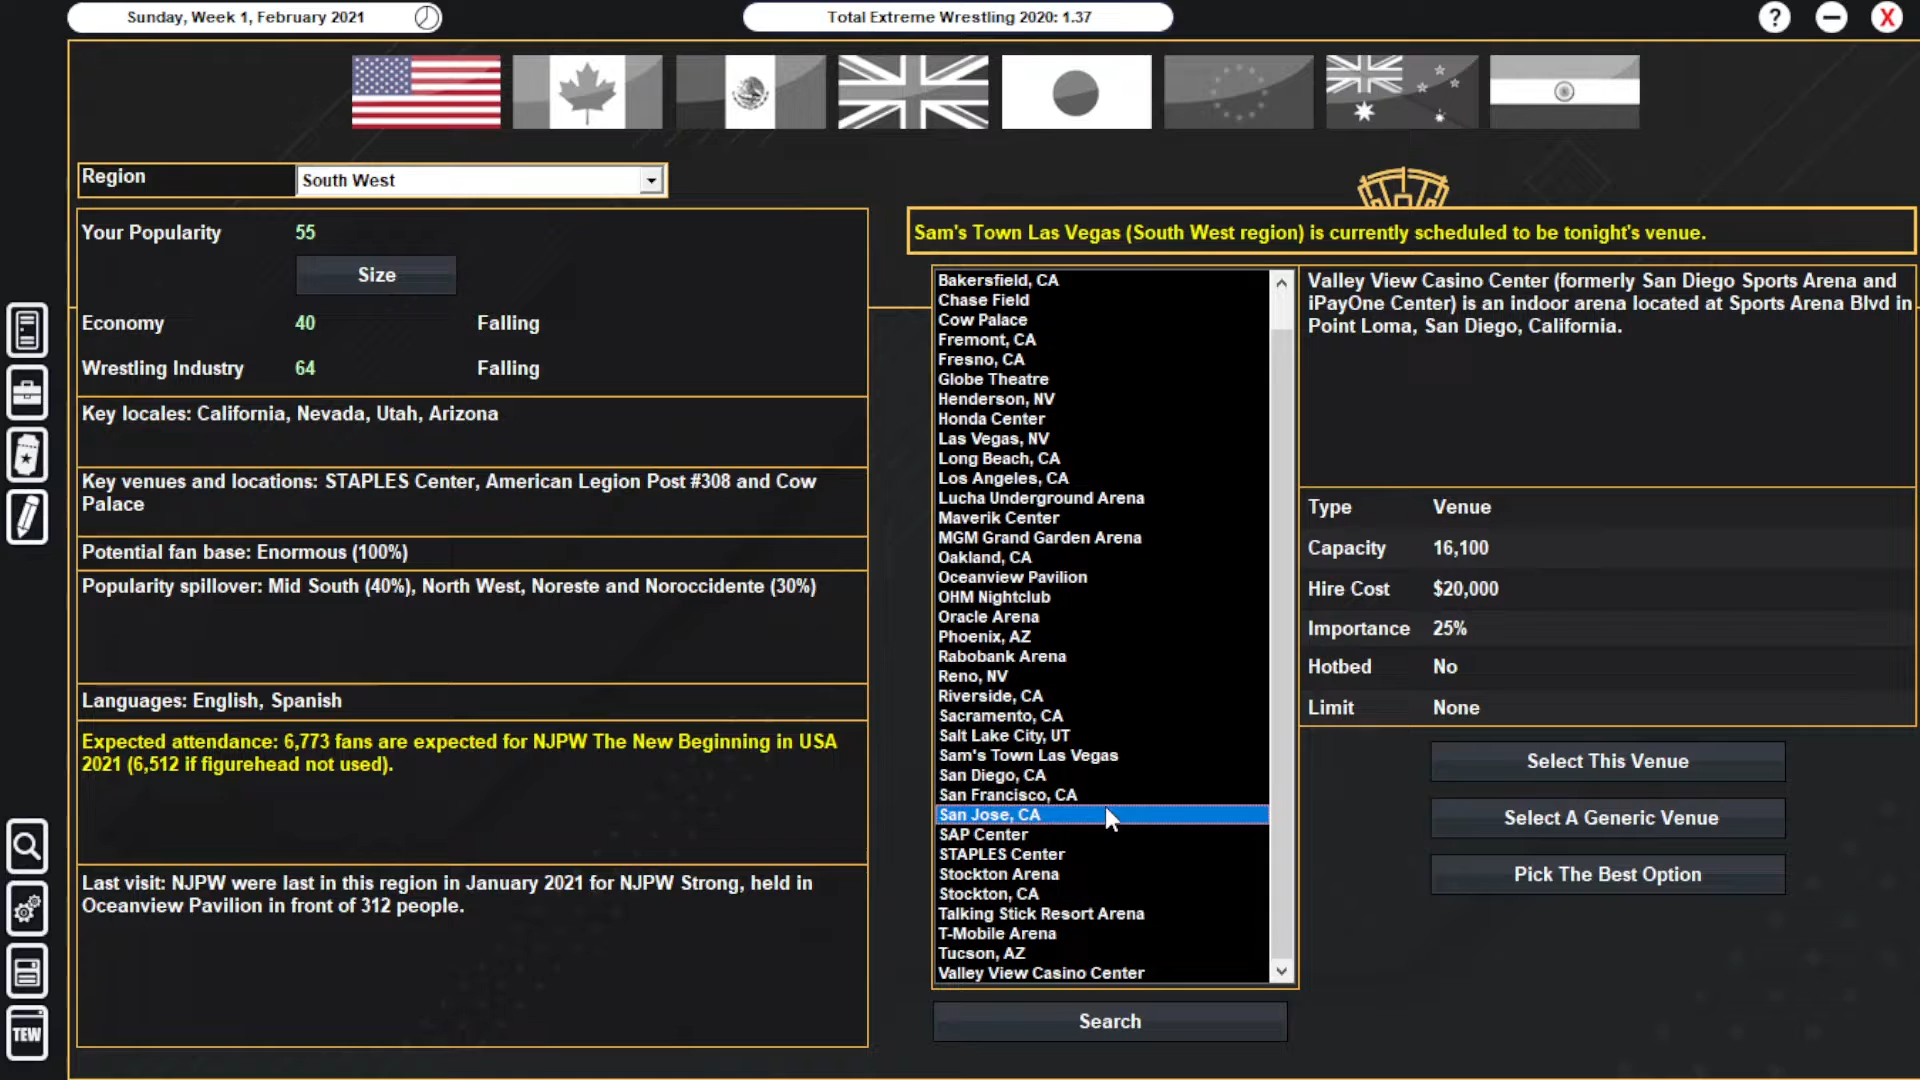 Sunday, Week 1, February 2021
Total Extreme Wrestling 2020: 1.37
?
X
Region
South West
Your Popularity 55
Size
Economy 40 Falling
Wrestling Industry 64 Falling
Key locales: California, Nevada, Utah, Arizona
Key venues and locations: STAPLES Center, American Legion Post #308 and Cow
Palace
Potential fan base: Enormous (100%)
Popularity spillover: Mid South (40%), North West, Noreste and Noroccidente (30%)
Languages: English, Spanish
Expected attendance: 6,773 fans are expected for NJPW The New Beginning in USA
2021 (6,512 if figurehead not used).
Last visit: NJPW were last in this region in January 2021 for NJPW Strong, held in
Oceanview Pavilion in front of 312 people.
TEW
Sam's Town Las Vegas (South West region) is currently scheduled to be tonight's venue.
Bakersfield, CA
Chase Field
Cow Palace
Fremont, CA
Fresno, CA
Globe Theatre
Henderson, NV
Honda Center
Las Vegas, NV
Long Beach, CA
Los Angeles, CA
Lucha Underground Arena
Maverik Center
MGM Grand Garden Arena
Oakland, CA
Oceanview Pavilion
OHM Nightclub
Oracle Arena
Phoenix, AZ
Rabobank Arena
Reno, NV
Riverside, CA
Sacramento, CA
Salt Lake City, UT
Sam's Town Las Vegas
San Diego, CA
San Francisco, CA
San Jose, CA
SAP Center
STAPLES Center
Stockton Arena
Stockton, CA
Talking Stick Resort Arena
T-Mobile Arena
Tucson, AZ
Valley View Casino Center
Search
Valley View Casino Center (formerly San Diego Sports Arena and
iPayOne Center) is an indoor arena located at Sports Arena Blvd in
Point Loma, San Diego, California.
Type Venue
Capacity 16,100
Hire Cost $20,000
Importance 25%
Hotbed No
Limit None
Select This Venue
Select A Generic Venue
Pick The Best Option